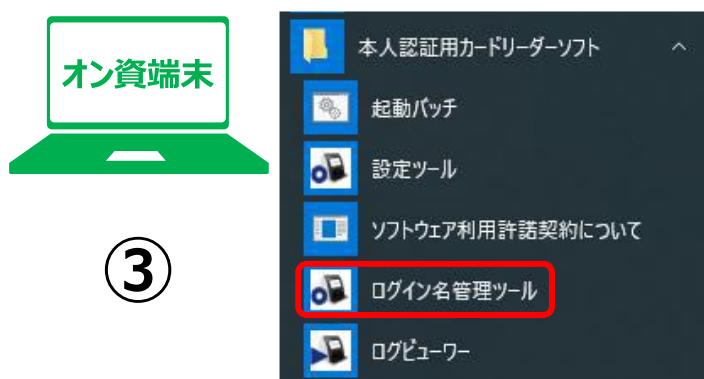 オン資端末
③
本人認証用カードリーダーソフト
起動バッチ
設定ツール
ソフトウェア利用許諾契約について
ログイン名管理ツール
ログビューワー